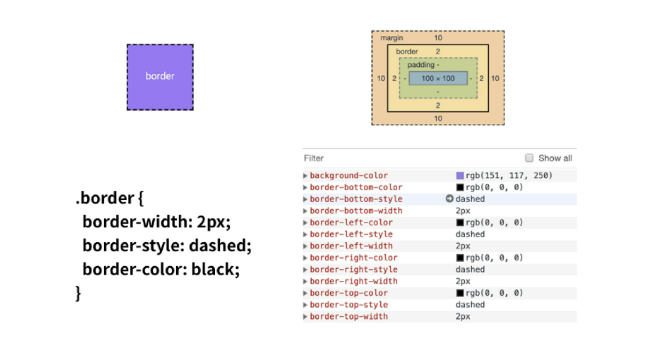 border
margin 10
border 2
padding -
10 2 - 100 × 100 - 2 10
-
2
10
Filter Show all
background-color rgb(151, 117, 250)
border-bottom-color rgb(0, 0, 0)
border-bottom-style dashed
border-bottom-width 2px
border-left-color rgb(0, 0, 0)
border-left-style dashed
border-left-width 2px
border-right-color rgb(0, 0, 0)
border-right-style dashed
border-right-width 2px
border-top-color rgb(0, 0, 0)
border-top-style dashed
border-top-width 2px
.border {
border-width: 2px;
border-style: dashed;
border-color: black;
}